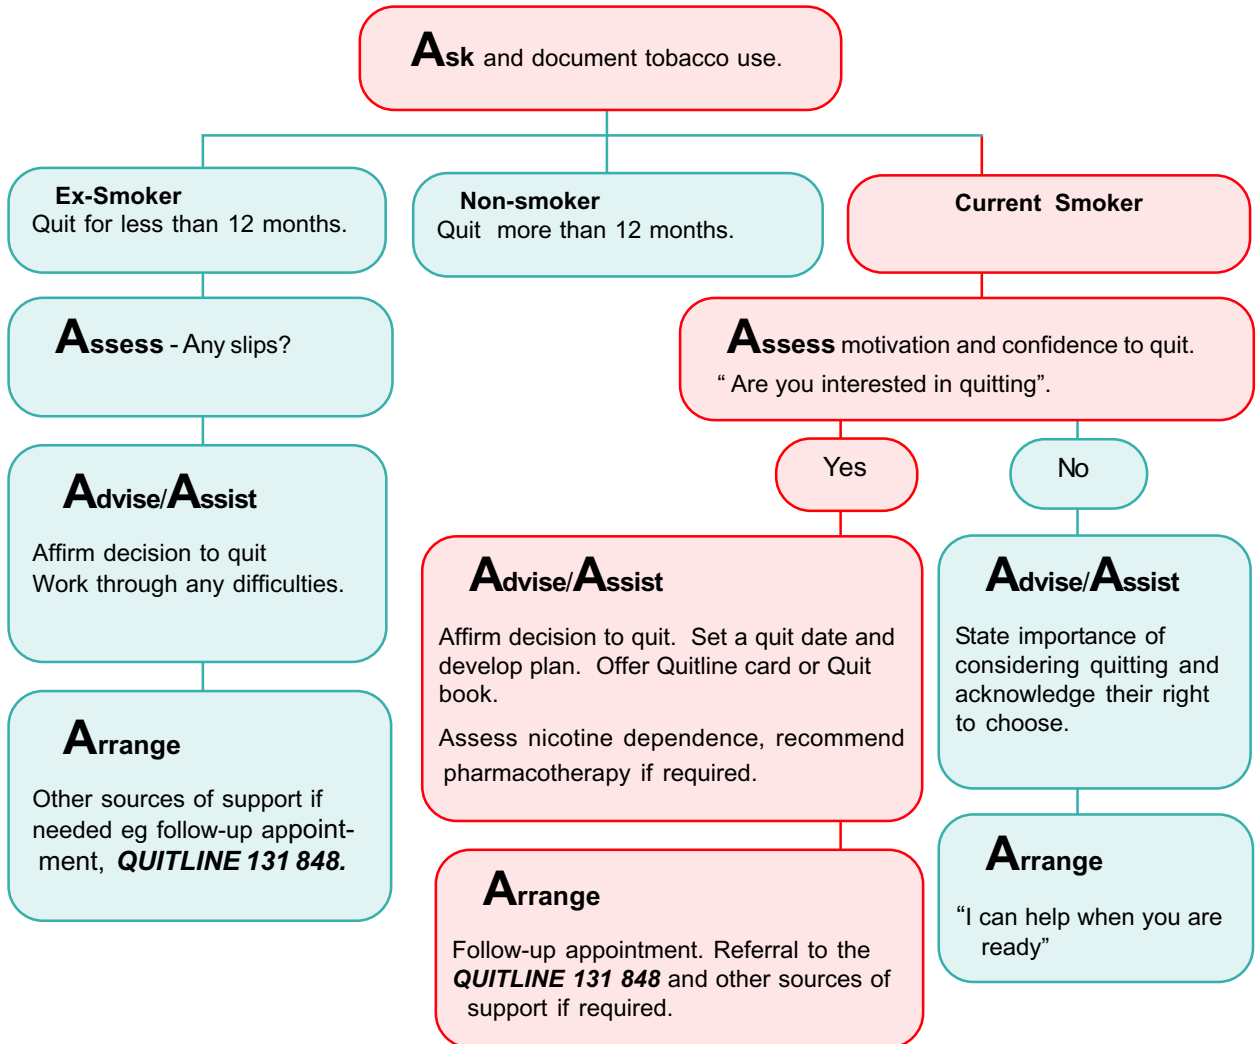 Ask and document tobacco use.
Ex-Smoker
Quit for less than 12 months.
Non-smoker
Quit more than 12 months.
Current Smoker
Assess - Any slips?
Assess motivation and confidence to quit.
“ Are you interested in quitting”.
Yes
No
Advise/Assist
Affirm decision to quit
Work through any difficulties.
Advise/Assist
Affirm decision to quit. Set a quit date and
develop plan. Offer Quitline card or Quit
book.
Assess nicotine dependence, recommend
pharmacotherapy if required.
Advise/Assist
State importance of
considering quitting and
acknowledge their right
to choose.
Arrange
Other sources of support if
needed eg follow-up appoint-
ment, QUITLINE 131 848.
Arrange
Follow-up appointment. Referral to the
QUITLINE 131 848 and other sources of
support if required.
Arrange
“I can help when you are
ready”